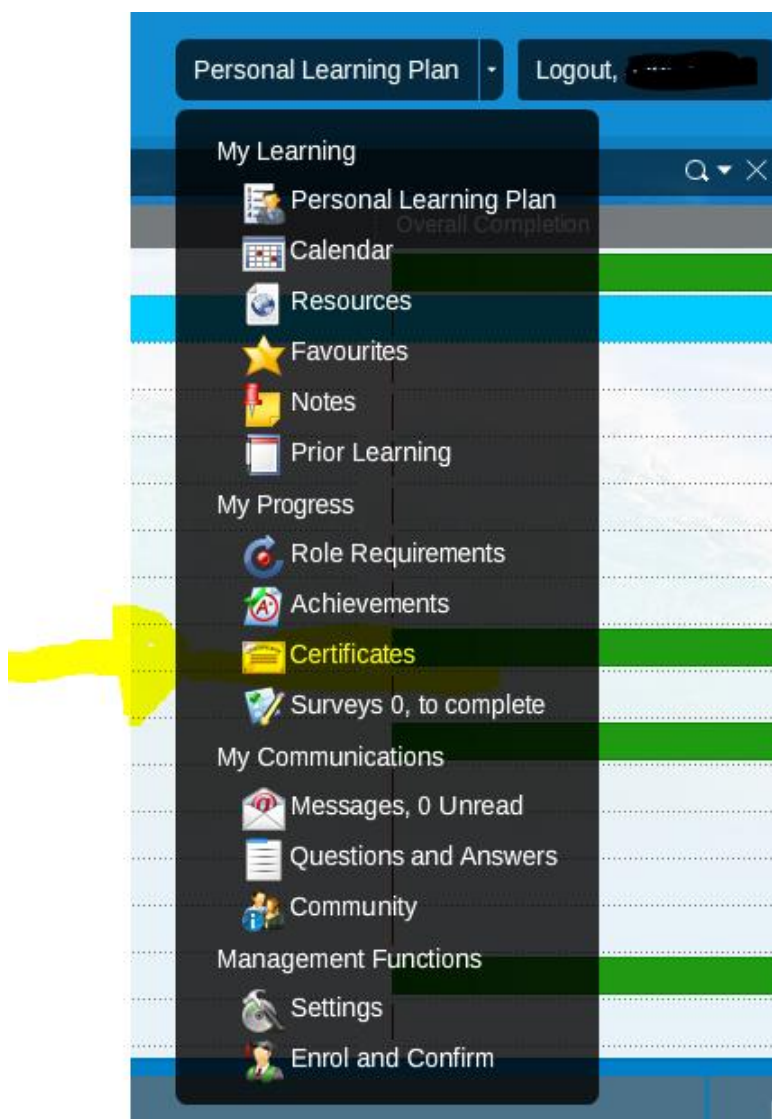 Personal Learning Plan
Logout,
My Learning
Personal Learning Plan
Overall Completion
Calendar
Resources
Favourites
Notes
Prior Learning
My Progress
Role Requirements
Achievements
Certificates
Surveys 0, to complete
My Communications
Messages, 0 Unread
Questions and Answers
Community
Management Functions
Settings
Enrol and Confirm